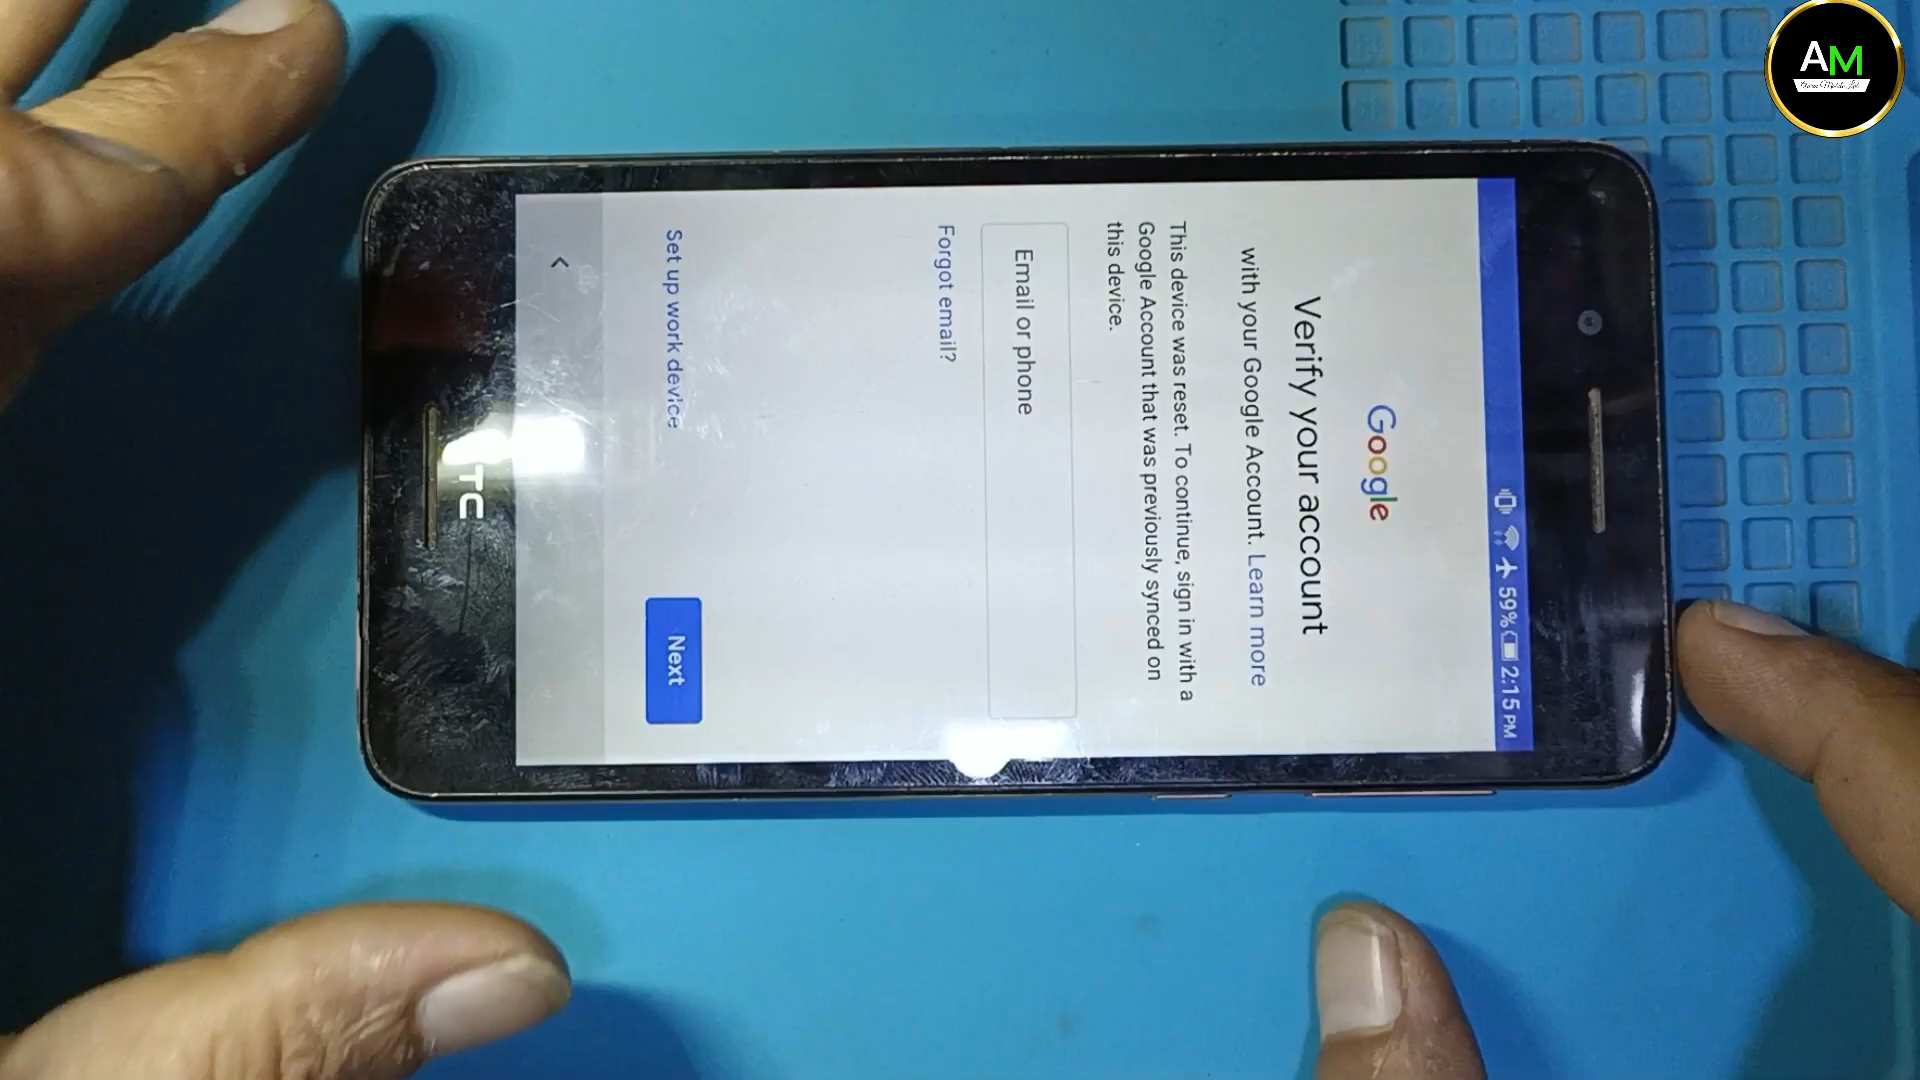 59% 2:15 PM
Google
Verify your account
with your Google Account. Learn more
This device was reset. To continue, sign in with a
Google Account that was previously synced on
this device.
Email or phone
Forgot email?
Set up work device
Next
TC
AM